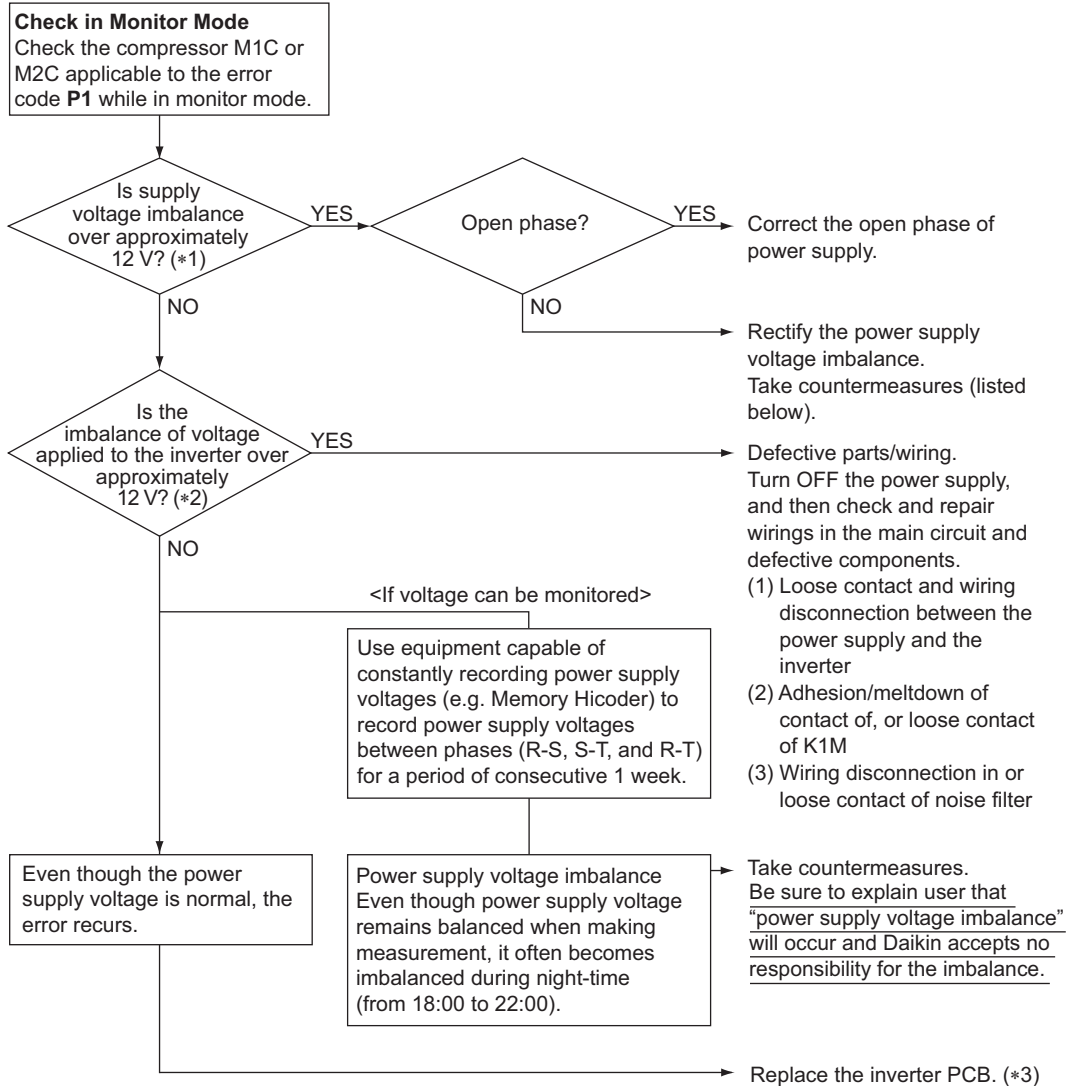 Check in Monitor Mode
Check the compressor M1C or
M2C applicable to the error
code P1 while in monitor mode.
Is supply
voltage imbalance
over approximately
12 V? (*1)
YES
Open phase?
YES
Correct the open phase of
power supply.
NO
NO
Rectify the power supply
voltage imbalance.
Take countermeasures (listed
below).
Is the
imbalance of voltage
applied to the inverter over
approximately
12 V? (*2)
YES
Defective parts/wiring.
Turn OFF the power supply,
and then check and repair
wirings in the main circuit and
defective components.
(1) Loose contact and wiring
disconnection between the
power supply and the
inverter
(2) Adhesion/meltdown of
contact of, or loose contact
of K1M
(3) Wiring disconnection in or
loose contact of noise filter
NO
<If voltage can be monitored>
Use equipment capable of
constantly recording power supply
voltages (e.g. Memory Hicoder) to
record power supply voltages
between phases (R-S, S-T, and R-T)
for a period of consecutive 1 week.
Even though the power
supply voltage is normal, the
error recurs.
Power supply voltage imbalance
Even though power supply voltage
remains balanced when making
measurement, it often becomes
imbalanced during night-time
(from 18:00 to 22:00).
Take countermeasures.
Be sure to explain user that
“power supply voltage imbalance”
will occur and Daikin accepts no
responsibility for the imbalance.
Replace the inverter PCB. (*3)